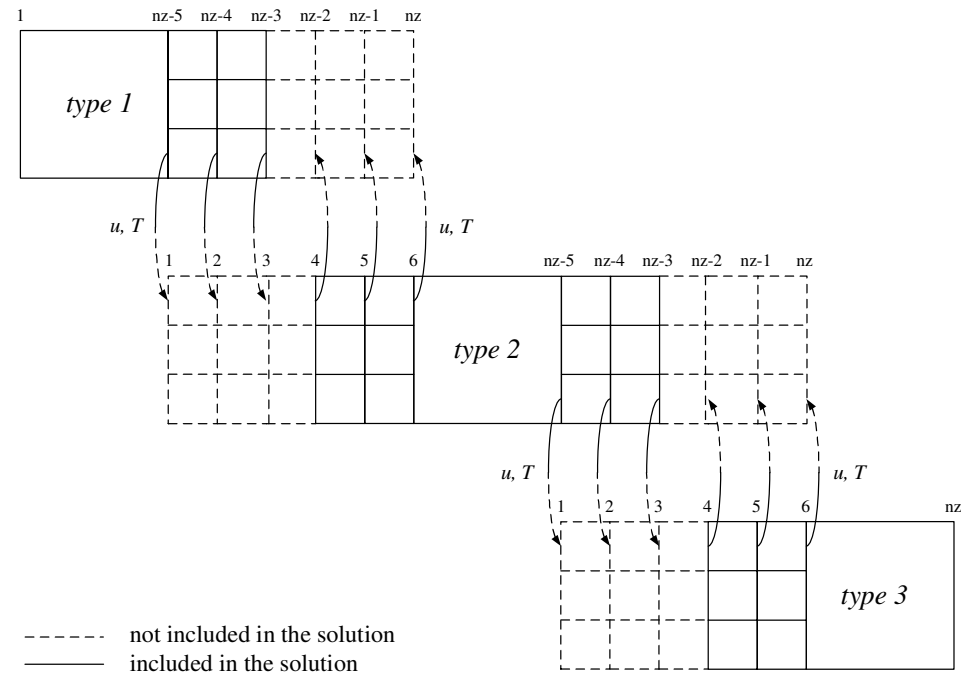 1 nz-5 nz-4 nz-3 nz-2 nz-1 nz
type 1
u, T u, T
1 2 3 4 5 6 nz-5 nz-4 nz-3 nz-2 nz-1 nz
type 2
u, T u, T
1 2 3 4 5 6 nz
type 3
not included in the solution
included in the solution